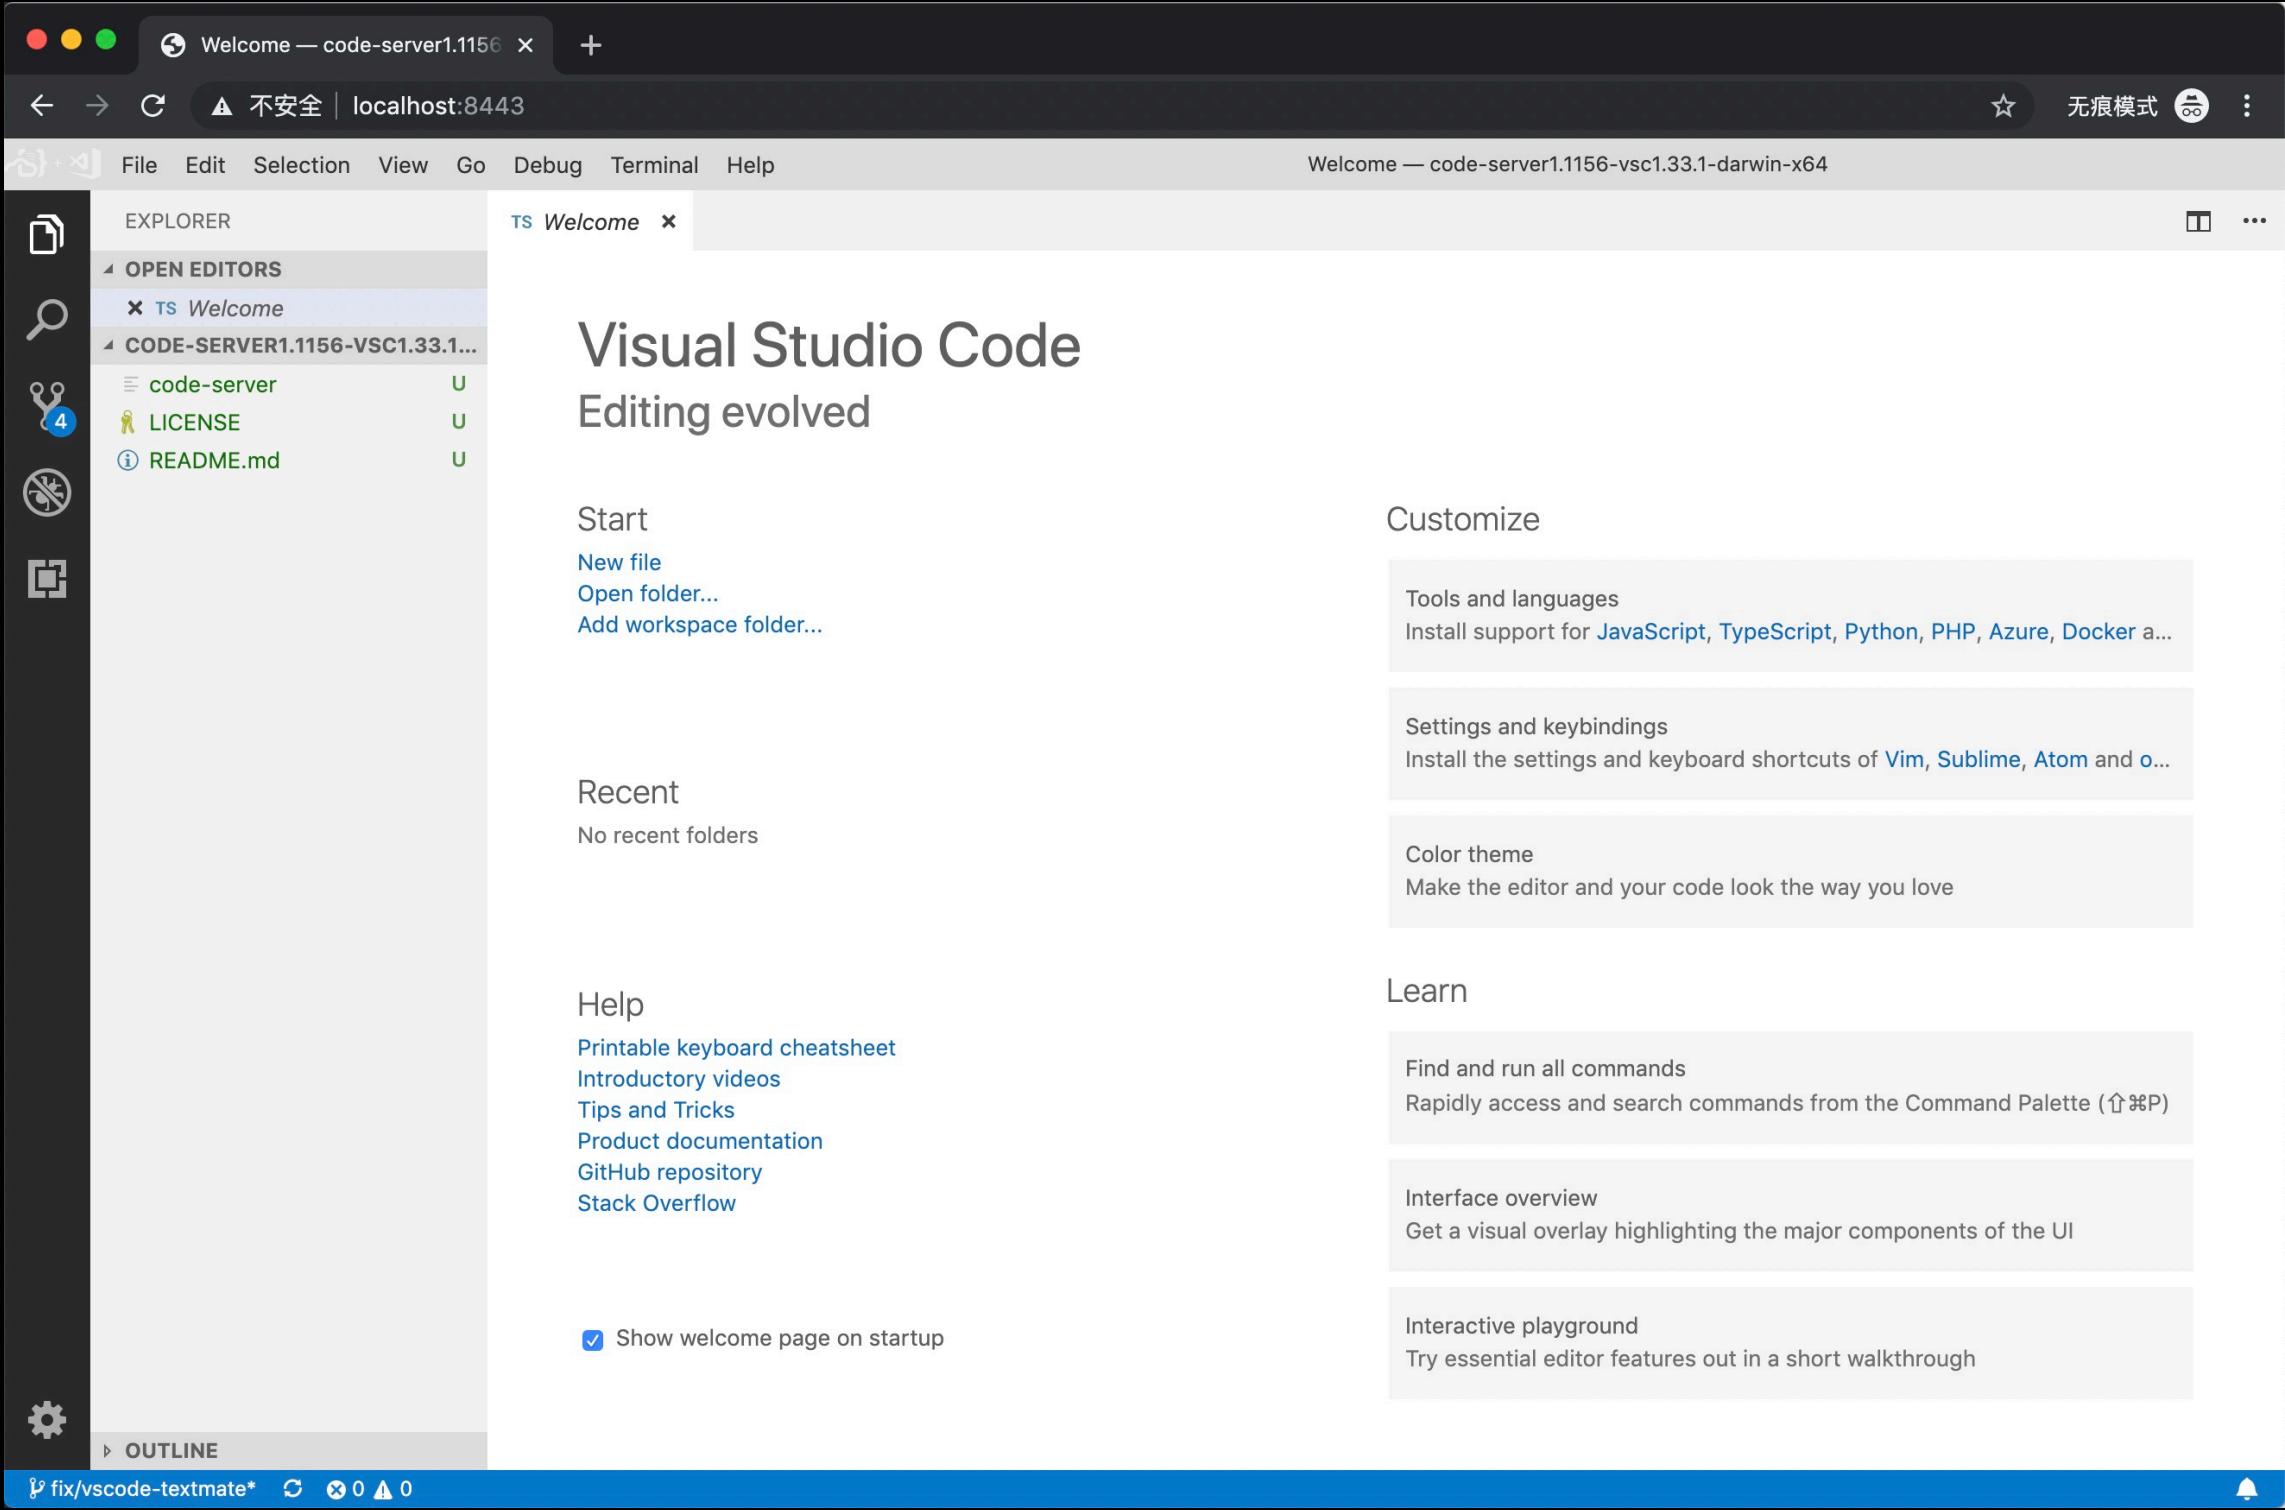 Welcome — code-server1.1156
不安全 localhost:8443
无痕模式
File Edit Selection View Go Debug Terminal Help
Welcome — code-server1.1156-vsc1.33.1-darwin-x64
EXPLORER
OPEN EDITORS
TS Welcome
CODE-SERVER1.1156-VSC1.33.1...
code-server U
LICENSE U
README.md U
4
OUTLINE
TS Welcome
Visual Studio Code
Editing evolved
Start
New file
Open folder...
Add workspace folder...
Recent
No recent folders
Help
Printable keyboard cheatsheet
Introductory videos
Tips and Tricks
Product documentation
GitHub repository
Stack Overflow
Show welcome page on startup
Customize
Tools and languages
Install support for JavaScript, TypeScript, Python, PHP, Azure, Docker a...
Settings and keybindings
Install the settings and keyboard shortcuts of Vim, Sublime, Atom and o...
Color theme
Make the editor and your code look the way you love
Learn
Find and run all commands
Rapidly access and search commands from the Command Palette (⇧⌘P)
Interface overview
Get a visual overlay highlighting the major components of the UI
Interactive playground
Try essential editor features out in a short walkthrough
fix/vscode-textmate* 0 0